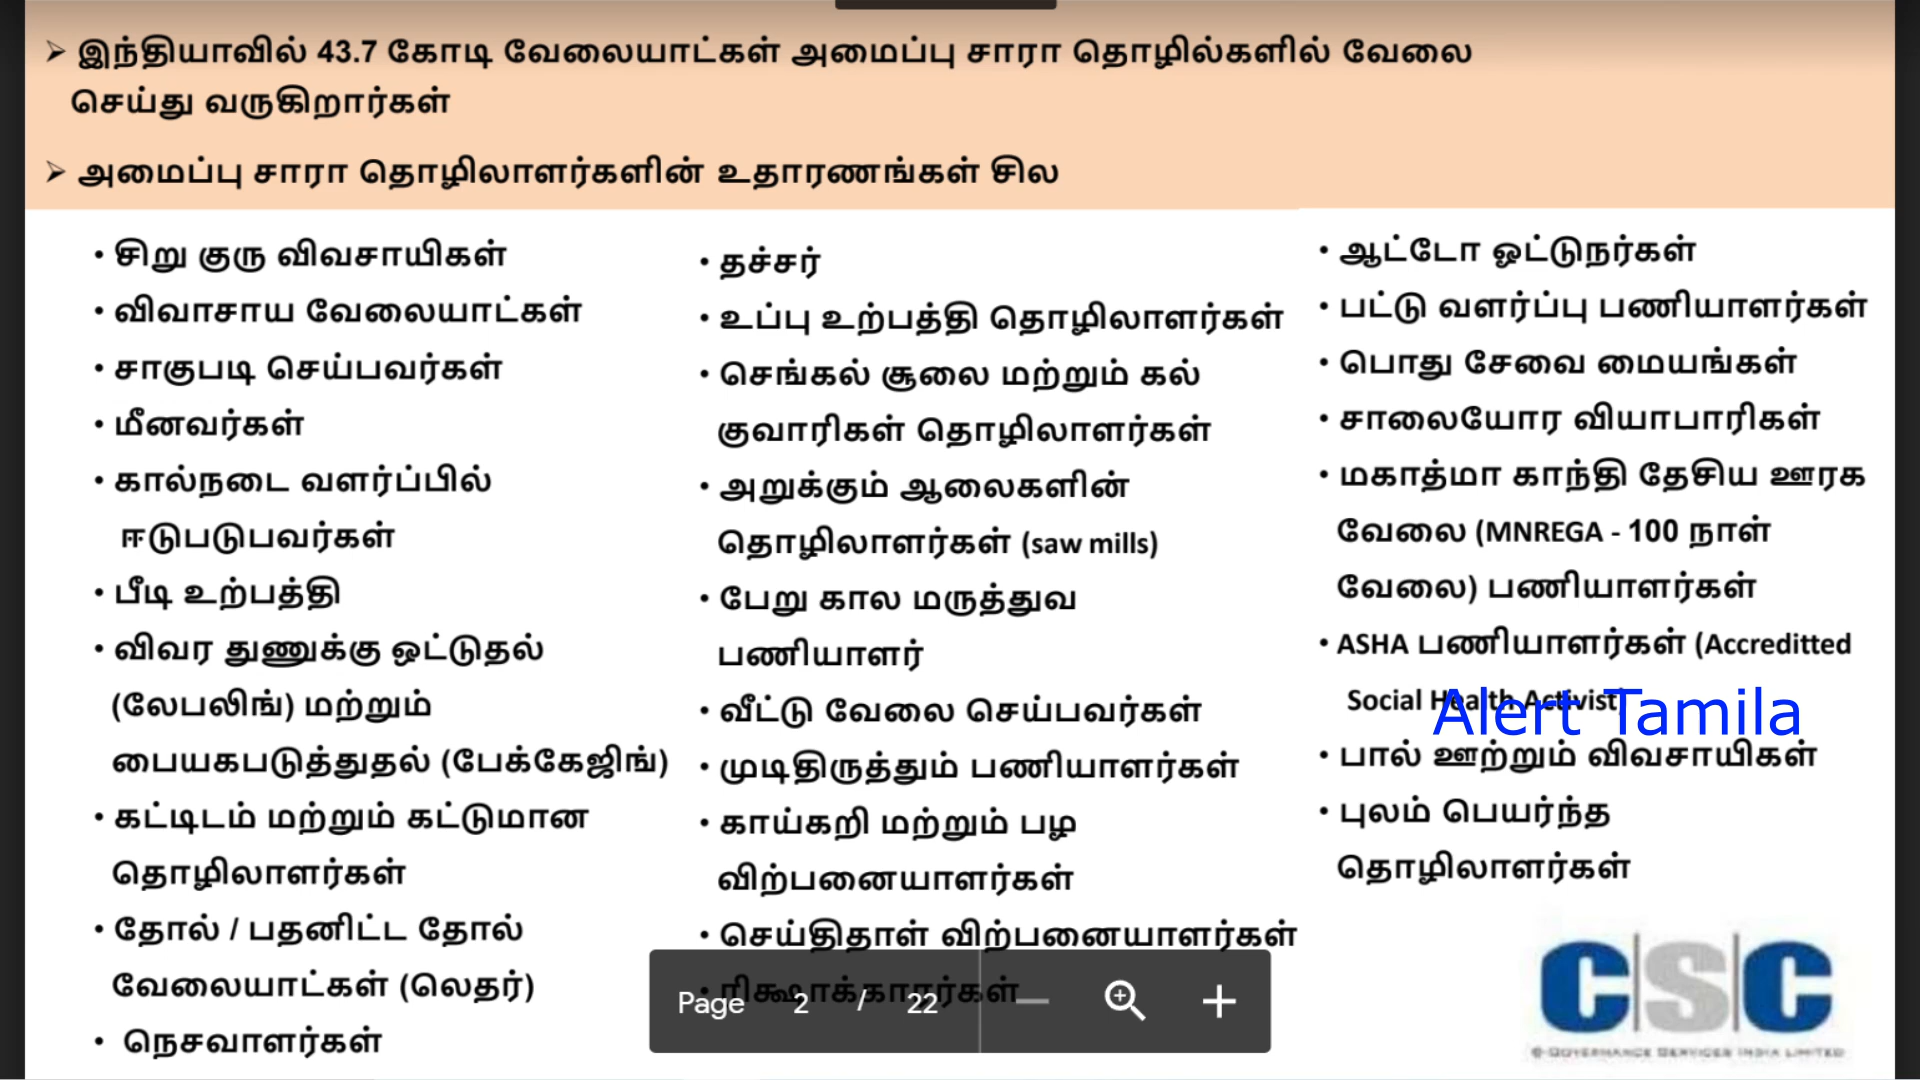 ➢ இந்தியாவில் 43.7 கோடி வேலையாட்கள் அமைப்பு சாரா தொழில்களில் வேலை
செய்து வருகிறார்கள்
➢ அமைப்பு சாரா தொழிலாளர்களின் உதாரணங்கள் சில
• சிறு குரு விவசாயிகள்
• விவாசாய வேலையாட்கள்
• சாகுபடி செய்பவர்கள்
• மீனவர்கள்
• கால்நடை வளர்ப்பில்
ஈடுபடுபவர்கள்
• பீடி உற்பத்தி
• விவர துணுக்கு ஒட்டுதல்
(லேபலிங்) மற்றும்
பையகபடுத்துதல் (பேக்கேஜிங்)
• கட்டிடம் மற்றும் கட்டுமான
தொழிலாளர்கள்
• தோல் / பதனிட்ட தோல்
வேலையாட்கள் (லெதர்)
• நெசவாளர்கள்
• தச்சர்
• உப்பு உற்பத்தி தொழிலாளர்கள்
• செங்கல் சூலை மற்றும் கல்
குவாரிகள் தொழிலாளர்கள்
• அறுக்கும் ஆலைகளின்
தொழிலாளர்கள் (saw mills)
• பேறு கால மருத்துவ
பணியாளர்
• வீட்டு வேலை செய்பவர்கள்
• முடிதிருத்தும் பணியாளர்கள்
• காய்கறி மற்றும் பழ
விற்பனையாளர்கள்
• செய்திதாள் விற்பனையாளர்கள்
• ரிக்ஷாக்காரர்கள்
• ஆட்டோ ஓட்டுநர்கள்
• பட்டு வளர்ப்பு பணியாளர்கள்
• பொது சேவை மையங்கள்
• சாலையோர வியாபாரிகள்
• மகாத்மா காந்தி தேசிய ஊரக
வேலை (MNREGA - 100 நாள்
வேலை) பணியாளர்கள்
• ASHA பணியாளர்கள் (Accreditted
Social Health Activist)
Alert Tamila
• பால் ஊற்றும் விவசாயிகள்
• புலம் பெயர்ந்த
தொழிலாளர்கள்
Page 2 / 22
CSC
e-GOVERNANCE SERVICES INDIA LIMITED